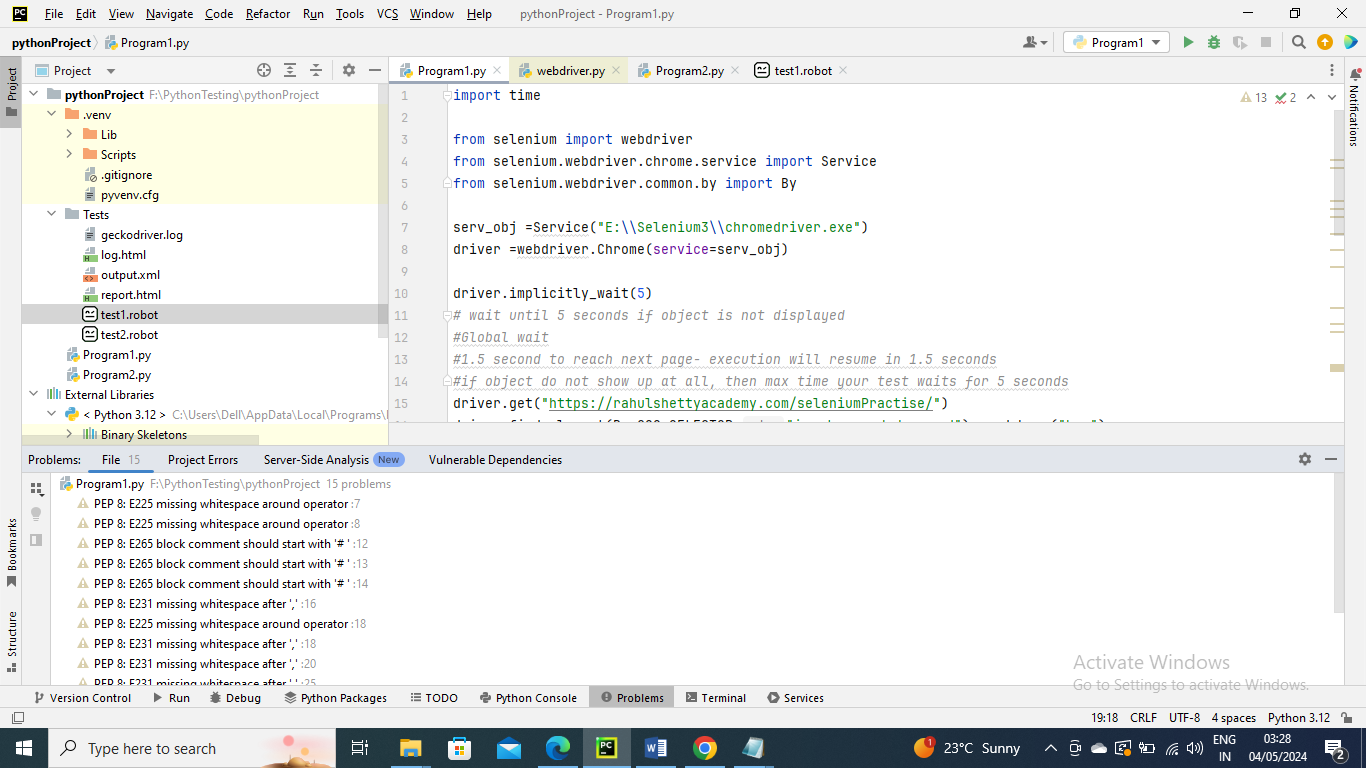 PC File Edit View Navigate Code Refactor Run Tools VCS Window Help pythonProject - Program1.py
pythonProject Program1.py Program1
Project
Project
Program1.py webdriver.py Program2.py test1.robot
Notifications
pythonProject F:\PythonTesting\pythonProject
.venv
Lib
Scripts
.gitignore
pyvenv.cfg
Tests
geckodriver.log
log.html
output.xml
report.html
test1.robot
test2.robot
Program1.py
Program2.py
External Libraries
< Python 3.12 > C:\Users\Dell\AppData\Local\Programs\
Binary Skeletons
13 2
1 import time
2
3 from selenium import webdriver
4 from selenium.webdriver.chrome.service import Service
5 from selenium.webdriver.common.by import By
6
7 serv_obj =Service("E:\\Selenium3\\chromedriver.exe")
8 driver =webdriver.Chrome(service=serv_obj)
9
10 driver.implicitly_wait(5)
11 # wait until 5 seconds if object is not displayed
12 #Global wait
13 #1.5 second to reach next page- execution will resume in 1.5 seconds
14 #if object do not show up at all, then max time your test waits for 5 seconds
15 driver.get("https://rahulshettyacademy.com/seleniumPractise/")
Problems: File 15 Project Errors Server-Side Analysis New Vulnerable Dependencies
Program1.py F:\PythonTesting\pythonProject 15 problems
PEP 8: E225 missing whitespace around operator :7
PEP 8: E225 missing whitespace around operator :8
PEP 8: E265 block comment should start with '# ' :12
PEP 8: E265 block comment should start with '# ' :13
PEP 8: E265 block comment should start with '# ' :14
PEP 8: E231 missing whitespace after ',' :16
PEP 8: E225 missing whitespace around operator :18
PEP 8: E231 missing whitespace after ',' :18
PEP 8: E231 missing whitespace after ',' :20
PEP 8: E231 missing whitespace after ',' :25
Bookmarks
Structure
Activate Windows
Go to Settings to activate Windows.
Version Control Run Debug Python Packages TODO Python Console Problems Terminal Services
19:18 CRLF UTF-8 4 spaces Python 3.12
Type here to search
PC
1 23°C Sunny
ENG
IN
03:28
04/05/2024
2